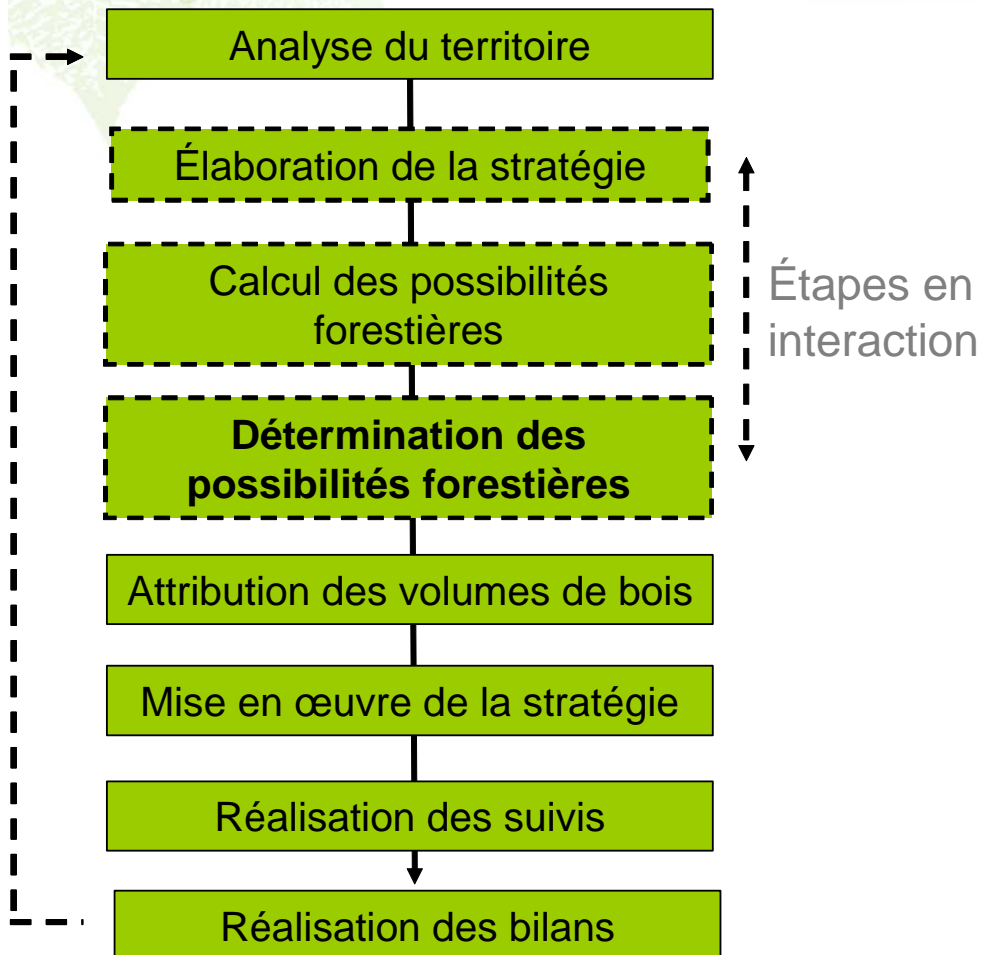 Analyse du territoire
Élaboration de la stratégie
Calcul des possibilités
forestières
Étapes en
interaction
Détermination des
possibilités forestières
Attribution des volumes de bois
Mise en œuvre de la stratégie
Réalisation des suivis
Réalisation des bilans